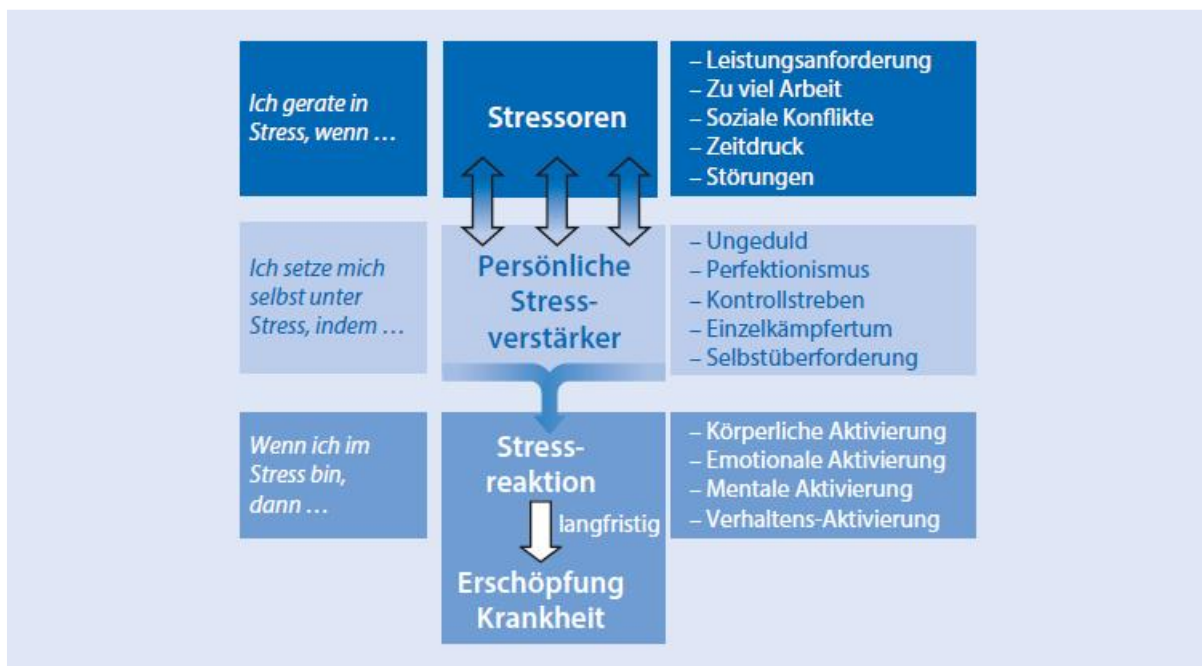 Ich gerate in
Stress, wenn …
Stressoren
– Leistungsanforderung
– Zu viel Arbeit
– Soziale Konflikte
– Zeitdruck
– Störungen
Ich setze mich
selbst unter
Stress, indem …
Persönliche
Stress-
verstärker
– Ungeduld
– Perfektionismus
– Kontrollstreben
– Einzelkämpfertum
– Selbstüberforderung
Wenn ich im
Stress bin,
dann …
Stress-
reaktion
langfristig
Erschöpfung
Krankheit
– Körperliche Aktivierung
– Emotionale Aktivierung
– Mentale Aktivierung
– Verhaltens-Aktivierung